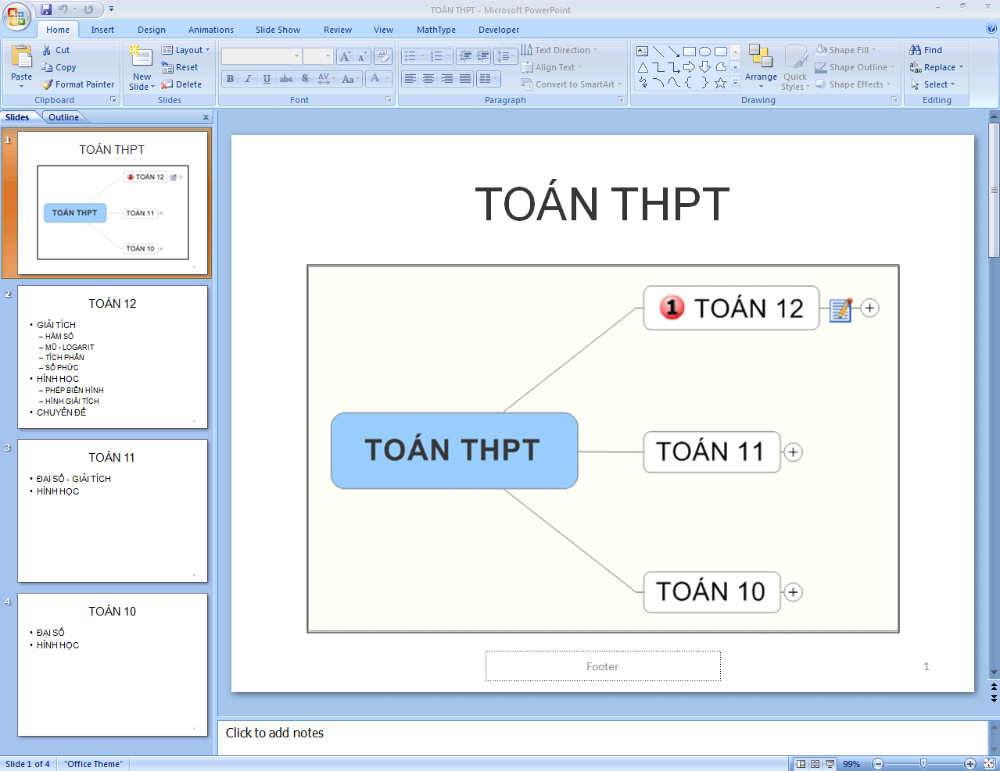 TOÁN THPT - Microsoft PowerPoint
Home Insert Design Animations Slide Show Review View MathType Developer
Paste
Cut
Copy
Format Painter
Clipboard
New Slide
Layout
Reset
Delete
Slides
B I U abc S AV Aa A
Font
Text Direction
Align Text
Convert to SmartArt
Paragraph
Arrange
Quick Styles
Shape Fill
Shape Outline
Shape Effects
Drawing
Find
Replace
Select
Editing
Slides Outline x
1
TOÁN THPT
1 TOÁN 12
TOÁN THPT
TOÁN 11
TOÁN 10
2
TOÁN 12
• GIẢI TÍCH
– HÀM SỐ
– MŨ - LOGARIT
– TÍCH PHÂN
– SỐ PHỨC
• HÌNH HỌC
– PHÉP BIẾN HÌNH
– HÌNH GIẢI TÍCH
• CHUYÊN ĐỀ
3
TOÁN 11
• ĐẠI SỐ - GIẢI TÍCH
• HÌNH HỌC
4
TOÁN 10
• ĐẠI SỐ
• HÌNH HỌC
TOÁN THPT
1 TOÁN 12
TOÁN THPT
TOÁN 11
TOÁN 10
Footer
1
Click to add notes
Slide 1 of 4 "Office Theme" 99%